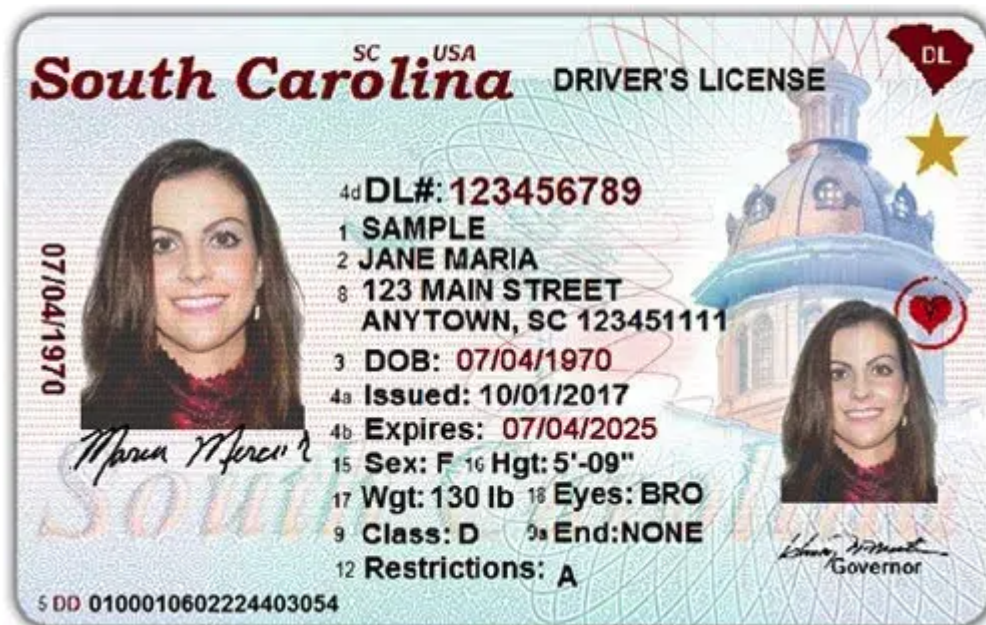 SC USA
South Carolina DRIVER'S LICENSE
DL
4d DL#: 123456789
1 SAMPLE
2 JANE MARIA
8 123 MAIN STREET
ANYTOWN, SC 123451111
07/04/1970
3 DOB: 07/04/1970
4a Issued: 10/01/2017
4b Expires: 07/04/2025
15 Sex: F 16 Hgt: 5'-09"
17 Wgt: 130 lb 18 Eyes: BRO
9 Class: D 9a End:NONE
12 Restrictions: A
Maria
Governor
5 DD 0100010602224403054
South Carolina